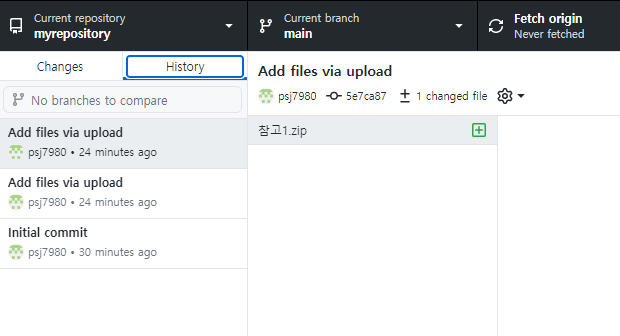 Current repository
myrepository
Current branch
main
Fetch origin
Never fetched
Changes
History
No branches to compare
Add files via upload
psj7980 • 24 minutes ago
Add files via upload
psj7980 • 24 minutes ago
Initial commit
psj7980 • 30 minutes ago
Add files via upload
psj7980 5e7ca87 1 changed file
참고1.zip